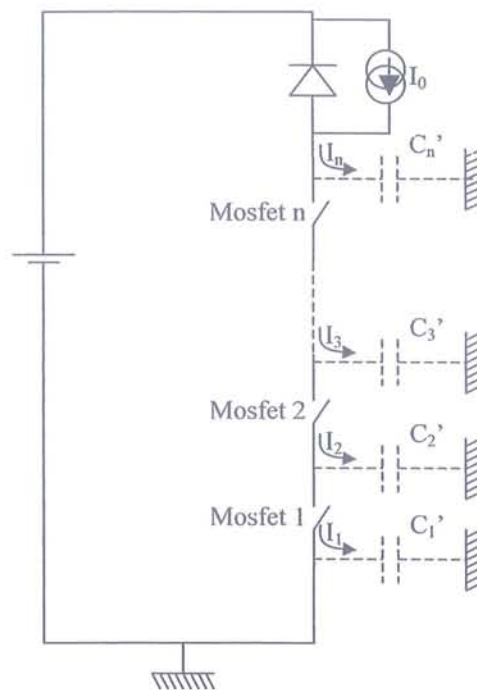 I₀
Iₙ
Cₙ'
Mosfet n
I₃
C₃'
Mosfet 2
I₂
C₂'
Mosfet 1
I₁
C₁'